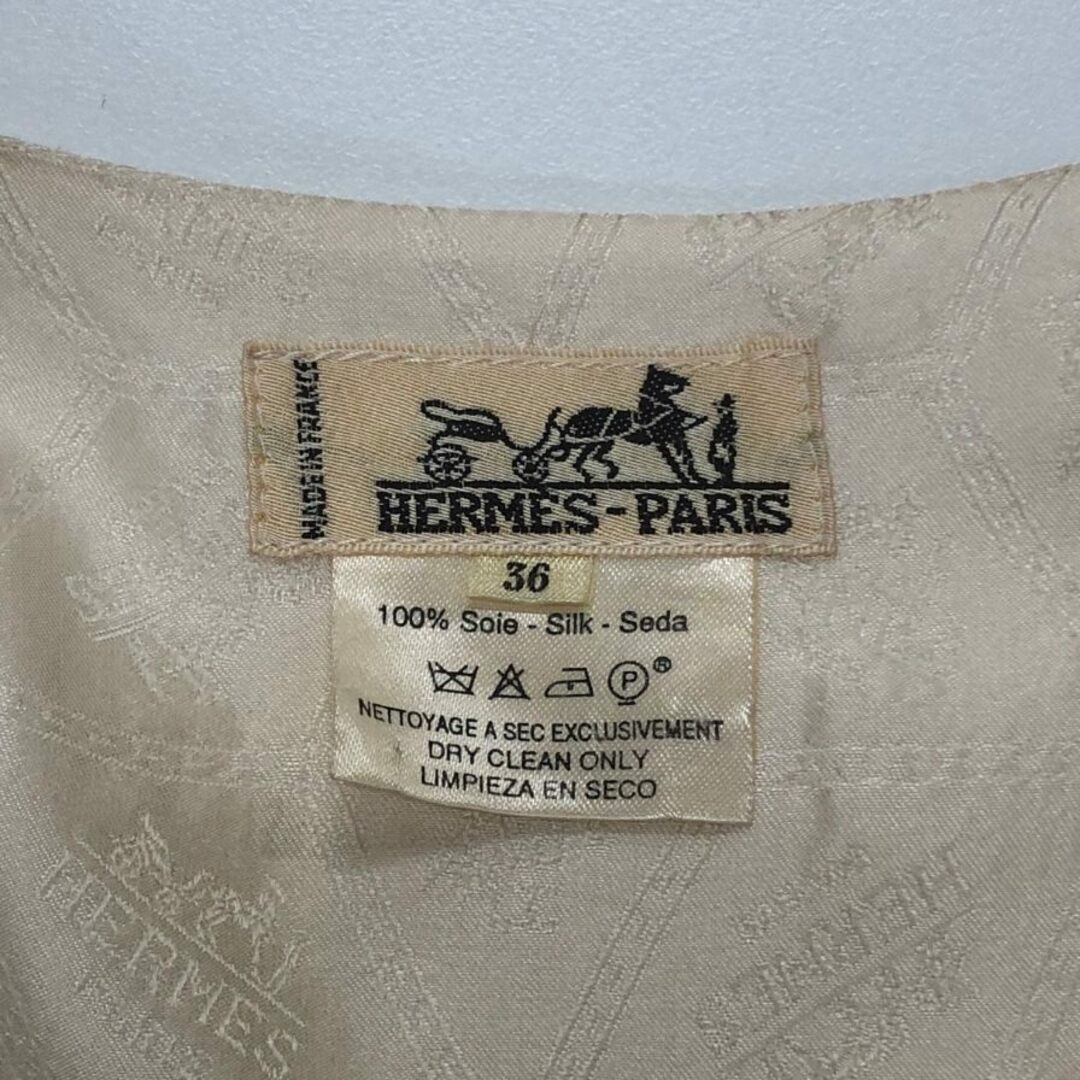 MADE IN FRANCE
HERMÈS-PARIS
36
100% Soie - Silk - Seda
P®
NETTOYAGE A SEC EXCLUSIVEMENT
DRY CLEAN ONLY
LIMPIEZA EN SECO
HERMES
HERMES